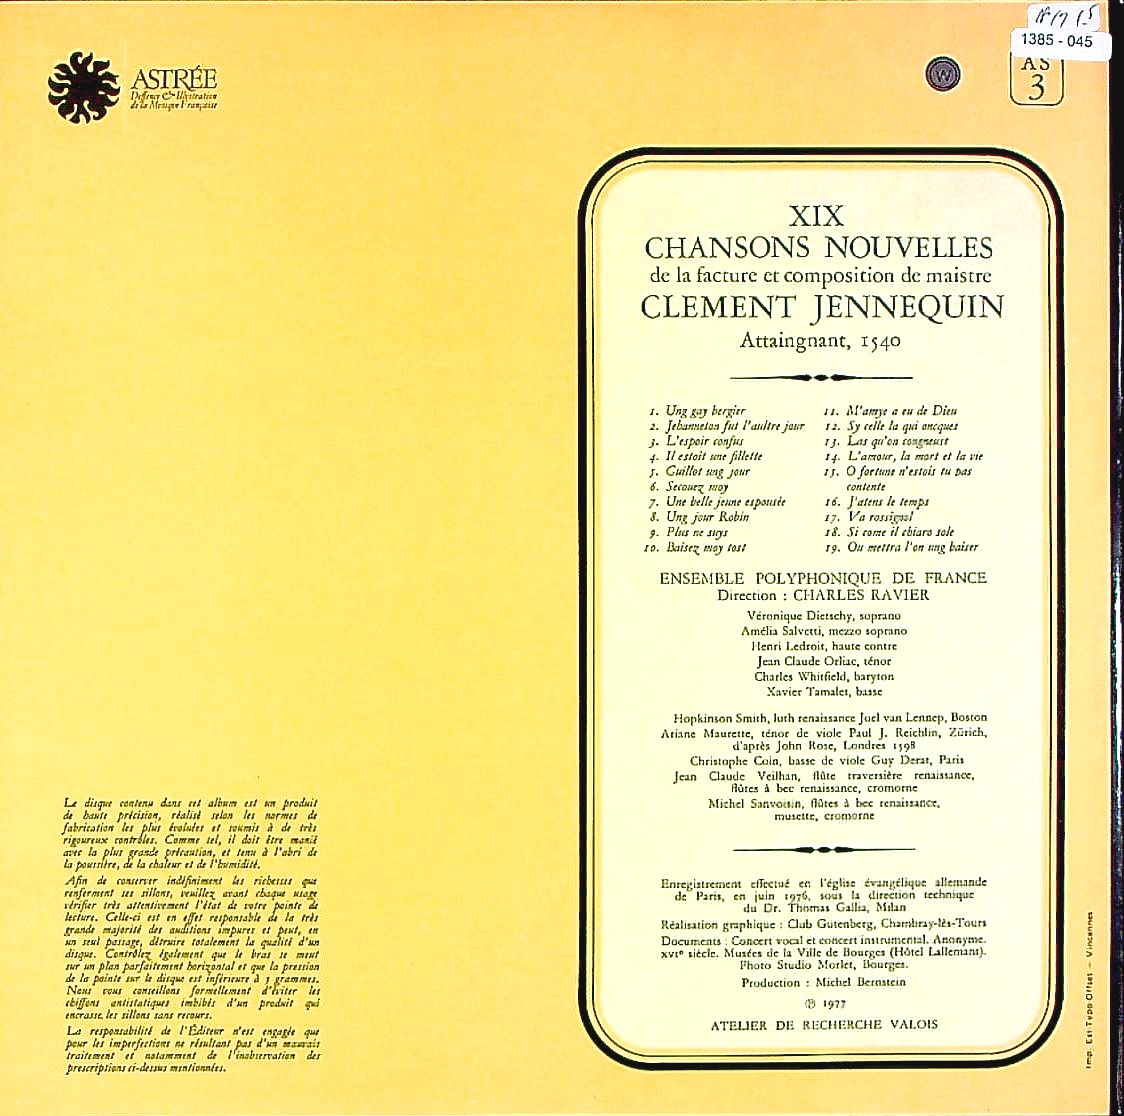 1385 - 045
AS
3
ASTRÉE
Deffence & Illustration
de la Musique Française
W
XIX
CHANSONS NOUVELLES
de la facture et composition de maistre
CLEMENT JENNEQUIN
Attaingnant, 1540
1. Ung gay bergier
2. Jehanneton fut l'aultre jour
3. L'espoir confus
4. Il estoit une fillette
5. Guillot ung jour
6. Secouez moy
7. Une belle jeune espousée
8. Ung jour Robin
9. Plus ne suys
10. Baisez moy tost
11. M'amye a eu de Dieu
12. Sy celle la qui oncques
13. Las qu'on congneust
14. L'amour, la mort et la vie
15. O fortune n'estois tu pas
contente
16. J'atens le temps
17. Va rossignol
18. Si come il chiaro sole
19. Ou mettra l'on ung baiser
ENSEMBLE POLYPHONIQUE DE FRANCE
Direction : CHARLES RAVIER
Véronique Dietschy, soprano
Amélia Salvetti, mezzo soprano
Henri Ledroit, haute contre
Jean Claude Orliac, ténor
Charles Whitfield, baryton
Xavier Tamalet, basse
Hopkinson Smith, luth renaissance Joel van Lennep, Boston
Ariane Maurette, ténor de viole Paul J. Reichlin, Zürich,
d'après John Rose, Londres 1598
Christophe Coin, basse de viole Guy Derat, Paris
Jean Claude Veilhan, flûte traversière renaissance,
flûtes à bec renaissance, cromorne
Michel Sanvoisin, flûtes à bec renaissance,
musette, cromorne
Enregistrement effectué en l'église évangélique allemande
de Paris, en juin 1976, sous la direction technique
du Dr. Thomas Gallia, Milan
Réalisation graphique : Club Gutenberg, Chambray-lès-Tours
Documents : Concert vocal et concert instrumental. Anonyme.
XVIe siècle. Musées de la Ville de Bourges (Hôtel Lallemant).
Photo Studio Morlet, Bourges.
Production : Michel Bernstein
℗ 1977
ATELIER DE RECHERCHE VALOIS
Le disque contenu dans cet album est un produit
de haute précision, réalisé selon les normes de
fabrication les plus évoluées et soumis à de très
rigoureux contrôles. Comme tel, il doit être manié
avec la plus grande précaution, et tenu à l'abri de
la poussière, de la chaleur et de l'humidité.
Afin de conserver indéfiniment les richesses que
renferment ses sillons, veuillez avant chaque usage
vérifier très attentivement l'état de votre pointe de
lecture. Celle-ci est en effet responsable de la très
grande majorité des auditions impures et peut, en
un seul passage, détruire totalement la qualité d'un
disque. Contrôlez également que le bras se meut
sur un plan parfaitement horizontal et que la pression
de la pointe sur le disque est inférieure à 3 grammes.
Nous vous conseillons formellement d'éviter les
chiffons antistatiques imbibés d'un produit qui
encrasse les sillons sans recours.
La responsabilité de l'Éditeur n'est engagée que
pour les imperfections ne résultant pas d'un mauvais
traitement et notamment de l'inobservation des
prescriptions ci-dessus mentionnées.
Imp. Est-Typo-Offset – Vincennes